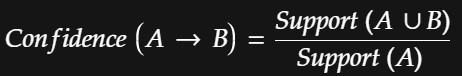 Confidence (A → B) = Support (A ∪ B) / Support (A)